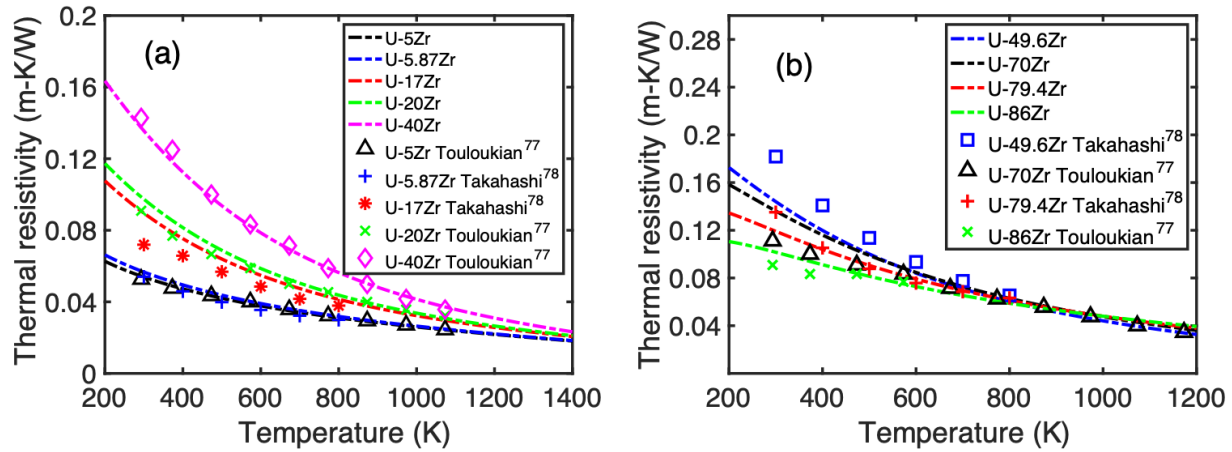 (a)
Thermal resistivity (m-K/W)
0.2
0.16
0.12
0.08
0.04
0
200 400 600 800 1000 1200 1400
Temperature (K)
U-5Zr
U-5.87Zr
U-17Zr
U-20Zr
U-40Zr
U-5Zr Touloukian⁷⁷
U-5.87Zr Takahashi⁷⁸
U-17Zr Takahashi⁷⁸
U-20Zr Touloukian⁷⁷
U-40Zr Touloukian⁷⁷
(b)
Thermal resistivity (m-K/W)
0.28
0.24
0.2
0.16
0.12
0.08
0.04
200 400 600 800 1000 1200
Temperature (K)
U-49.6Zr
U-70Zr
U-79.4Zr
U-86Zr
U-49.6Zr Takahashi⁷⁸
U-70Zr Touloukian⁷⁷
U-79.4Zr Takahashi⁷⁸
U-86Zr Touloukian⁷⁷